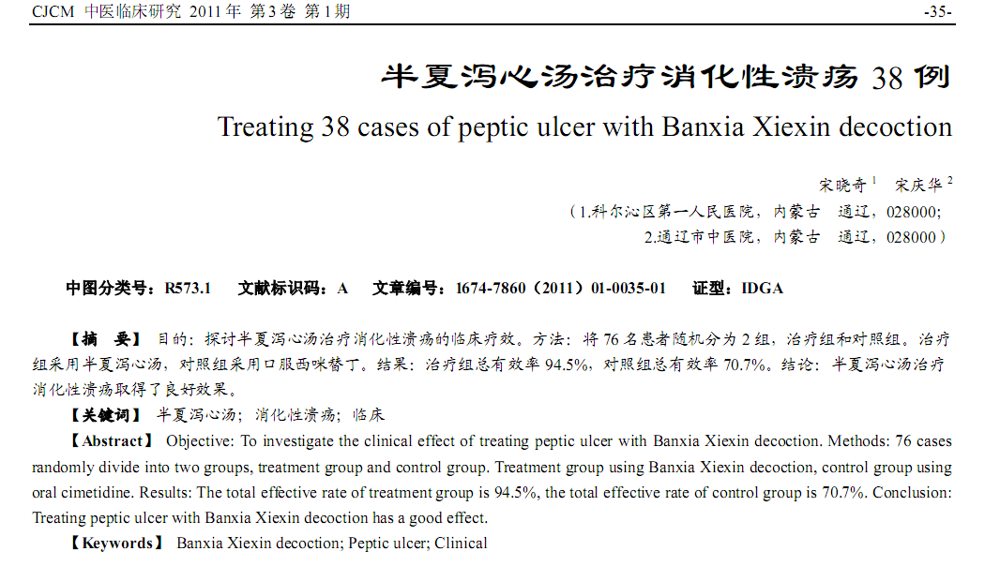 CJCM 中医临床研究 2011年 第3卷 第1期 -35-
半夏泻心汤治疗消化性溃疡 38 例
Treating 38 cases of peptic ulcer with Banxia Xiexin decoction
宋晓奇1 宋庆华2
（1.科尔沁区第一人民医院，内蒙古 通辽，028000；
2.通辽市中医院，内蒙古 通辽，028000）
中图分类号：R573.1 文献标识码：A 文章编号：1674-7860（2011）01-0035-01 证型：IDGA
【摘 要】 目的：探讨半夏泻心汤治疗消化性溃疡的临床疗效。方法：将 76 名患者随机分为 2 组，治疗组和对照组。治疗
组采用半夏泻心汤，对照组采用口服西咪替丁。结果：治疗组总有效率 94.5%，对照组总有效率 70.7%。结论：半夏泻心汤治疗
消化性溃疡取得了良好效果。
【关键词】 半夏泻心汤；消化性溃疡；临床
【Abstract】 Objective: To investigate the clinical effect of treating peptic ulcer with Banxia Xiexin decoction. Methods: 76 cases
randomly divide into two groups, treatment group and control group. Treatment group using Banxia Xiexin decoction, control group using
oral cimetidine. Results: The total effective rate of treatment group is 94.5%, the total effective rate of control group is 70.7%. Conclusion:
Treating peptic ulcer with Banxia Xiexin decoction has a good effect.
【Keywords】 Banxia Xiexin decoction; Peptic ulcer; Clinical